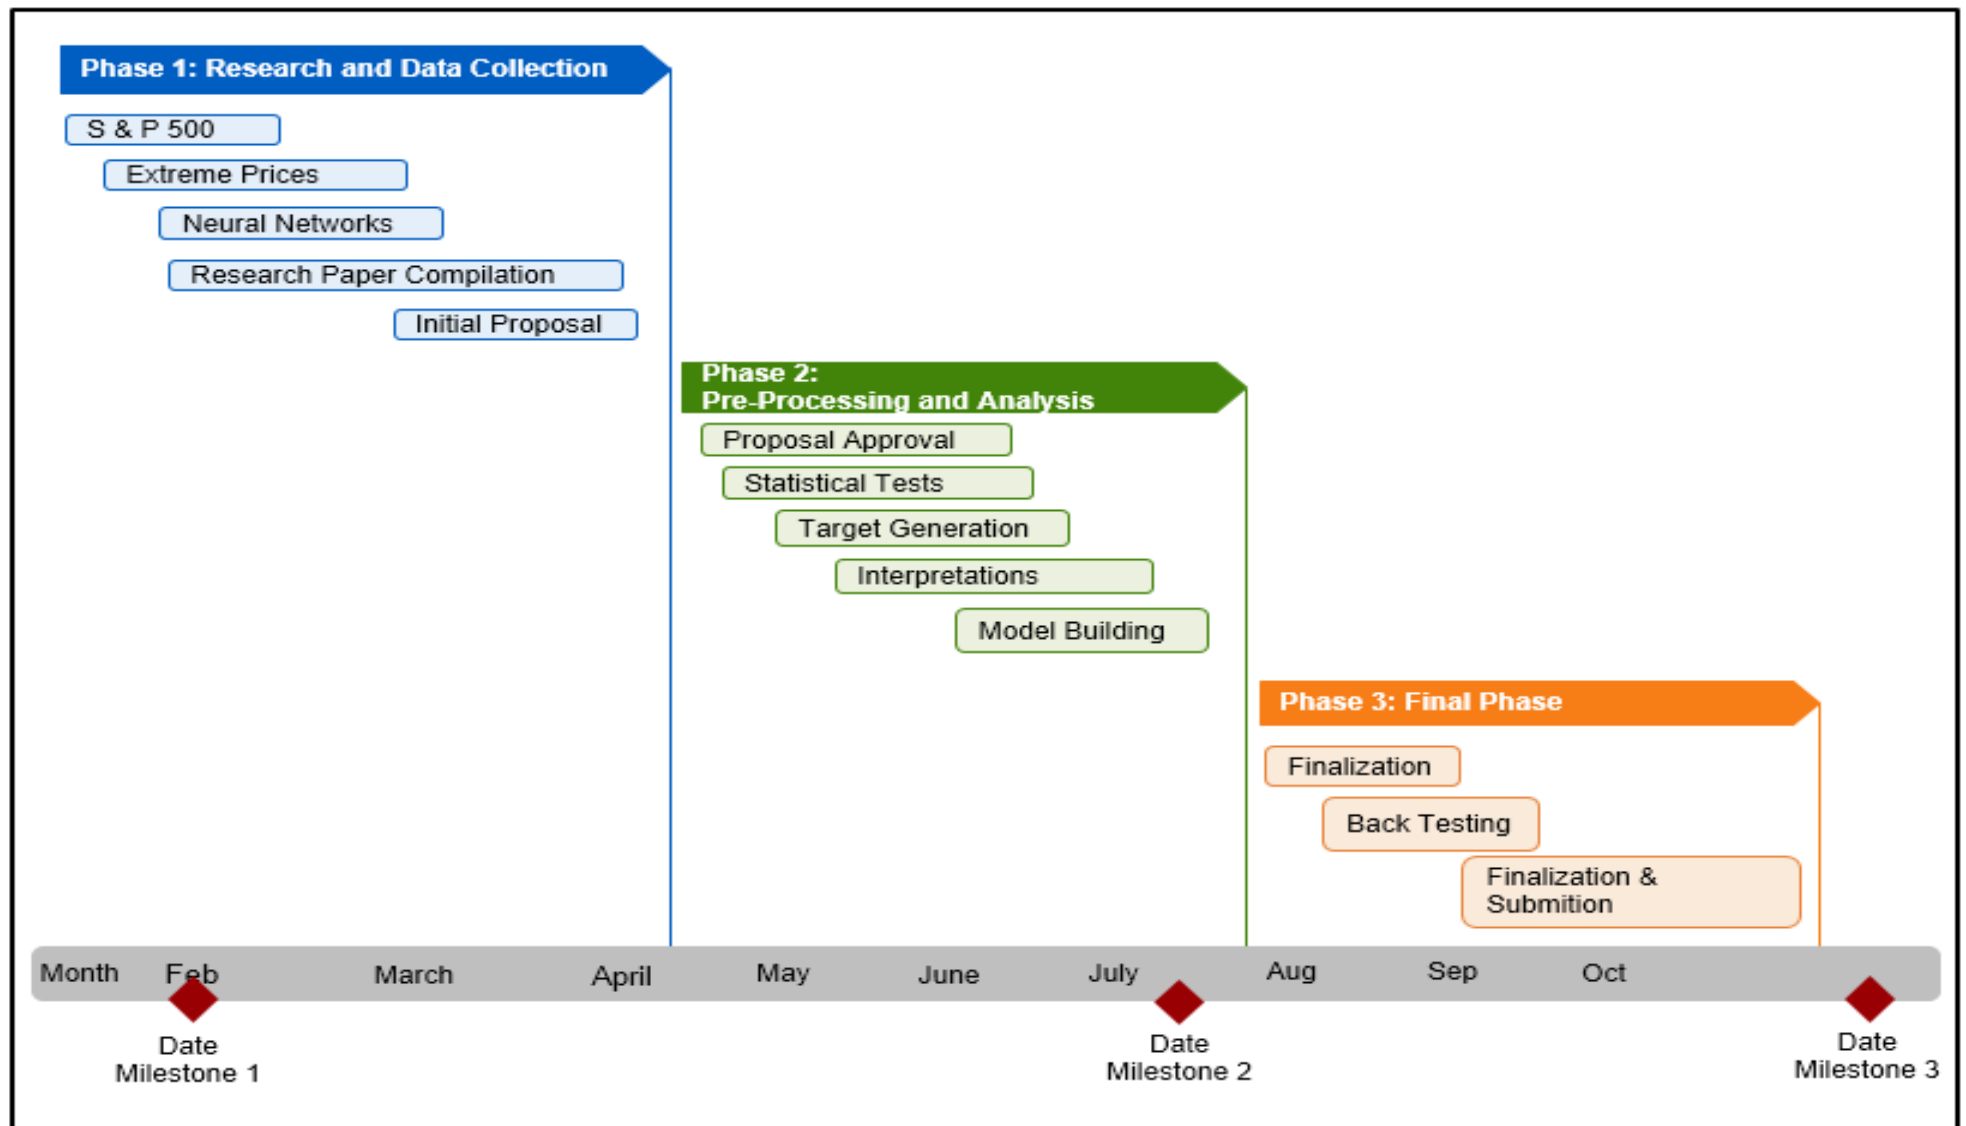 Phase 1: Research and Data Collection
S & P 500
Extreme Prices
Neural Networks
Research Paper Compilation
Initial Proposal
Phase 2:
Pre-Processing and Analysis
Proposal Approval
Statistical Tests
Target Generation
Interpretations
Model Building
Phase 3: Final Phase
Finalization
Back Testing
Finalization &
Submition
Month Feb March April May June July Aug Sep Oct
Date
Milestone 1
Date
Milestone 2
Date
Milestone 3